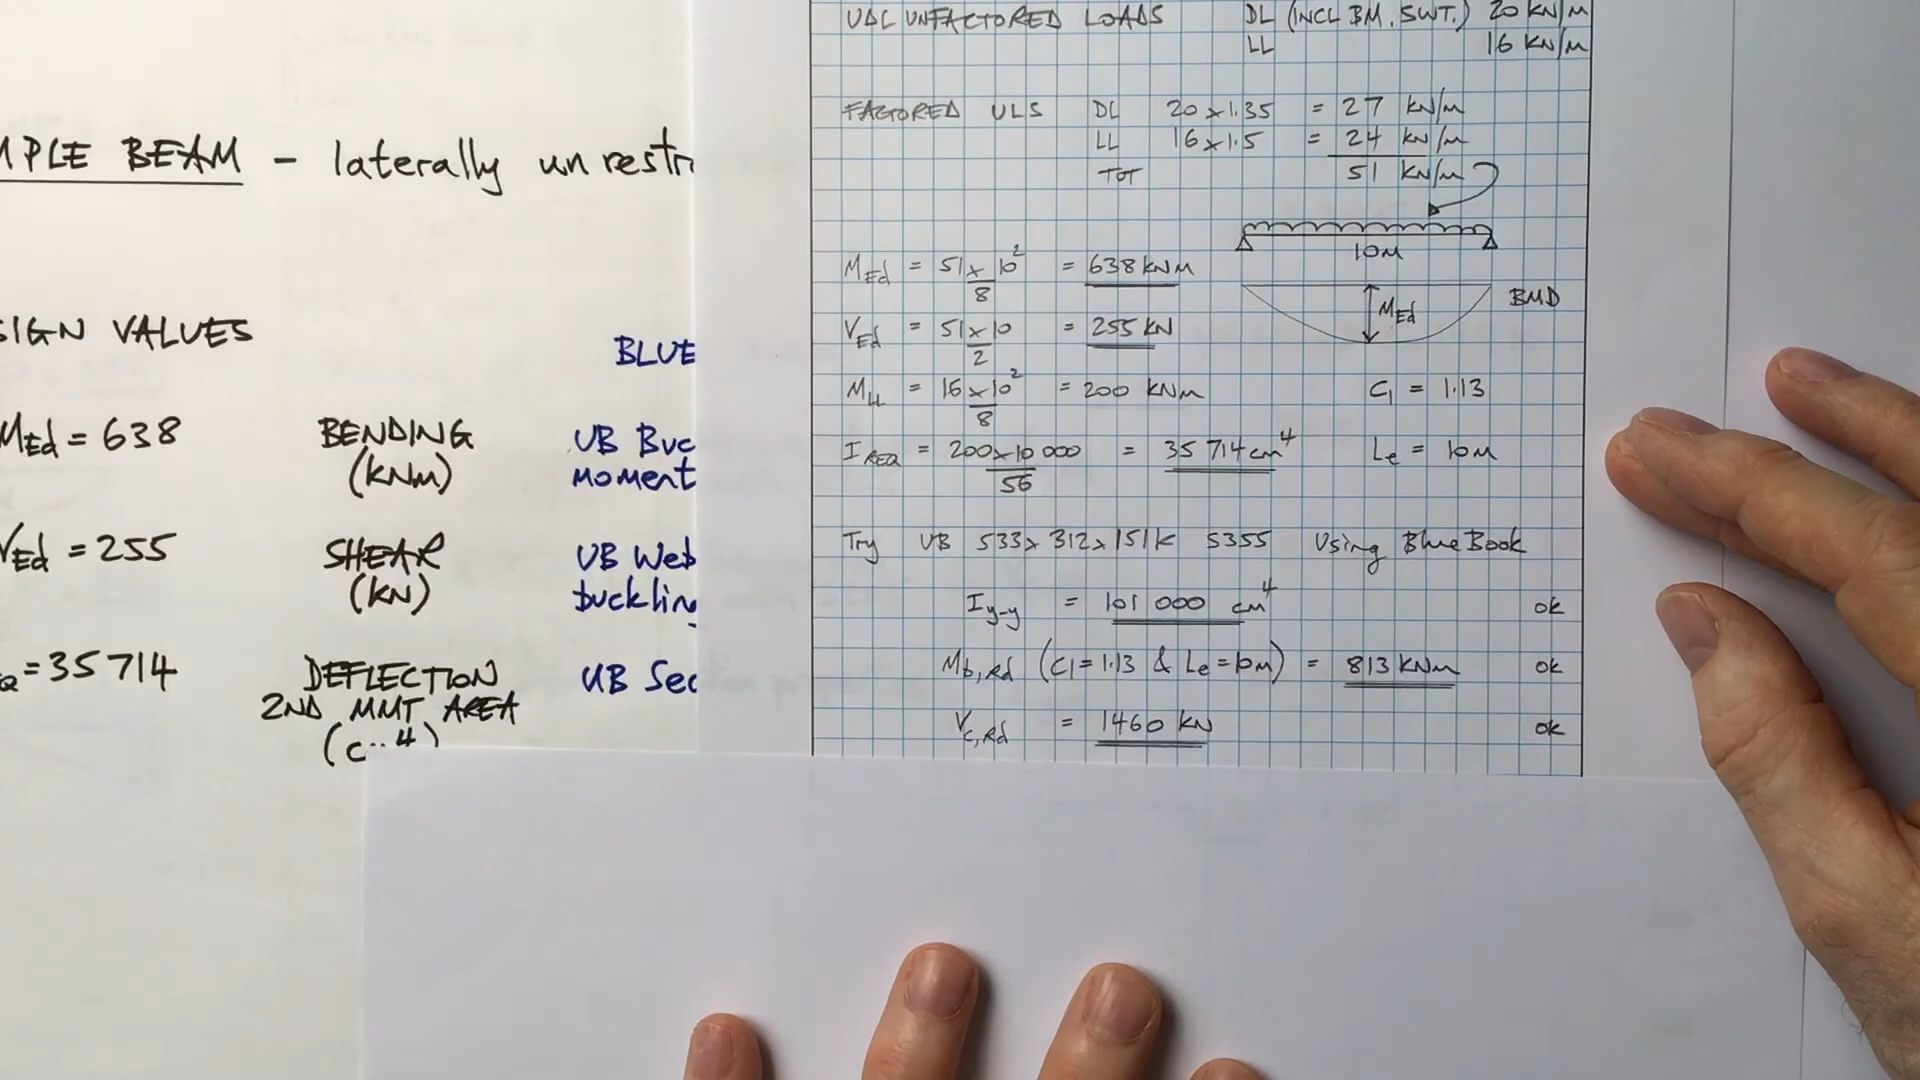 MPLE BEAM - laterally unrestr
SIGN VALUES
BLUE
MEd = 638
BENDING
(kNm)
UB Buc
moment
VEd = 255
SHEAR
(kN)
UB Web
buckling
= 35 714
DEFLECTION
2ND MMT AREA
UB Sec
UDL UNFACTORED LOADS DL (INCL BM. SWT.) 20 kN/m
LL 16 kN/m
FACTORED ULS DL 20 x 1.35 = 27 kN/m
LL 16 x 1.5 = 24 kN/m
TOT 51 kN/m
10m
MEd = 51 x 10² / 8 = 638 kNm
BMD
MEd
VEd = 51 x 10 / 2 = 255 kN
MLL = 16 x 10² / 8 = 200 kNm C1 = 1.13
I REQ = 200 x 10 000 / 56 = 35 714 cm⁴ Le = 10m
Try UB 533 x 312 x 151k S355 Using Blue Book
Iy-y = 101 000 cm⁴ ok
Mb,Rd (C1 = 1.13 & Le = 10m) = 813 kNm ok
Vc,Rd = 1460 kN ok